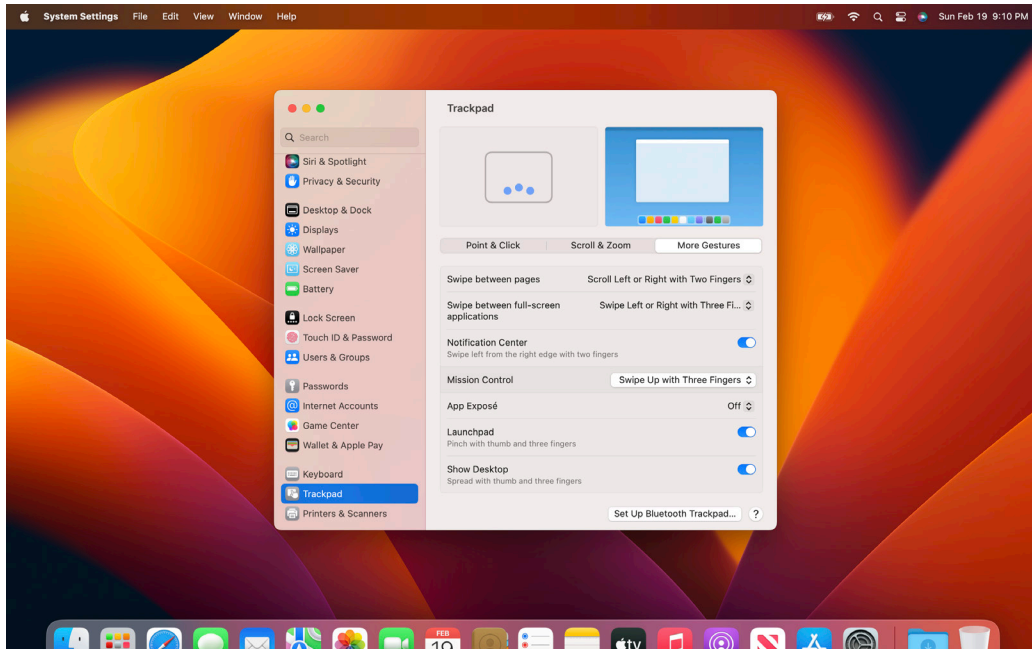 System Settings File Edit View Window Help Sun Feb 19 9:10 PM
Trackpad
Search
Siri & Spotlight
Privacy & Security
Desktop & Dock
Displays
Wallpaper
Screen Saver
Battery
Lock Screen
Touch ID & Password
Users & Groups
Passwords
Internet Accounts
Game Center
Wallet & Apple Pay
Keyboard
Trackpad
Printers & Scanners
Point & Click Scroll & Zoom More Gestures
Swipe between pages Scroll Left or Right with Two Fingers
Swipe between full-screen Swipe Left or Right with Three Fi...
applications
Notification Center
Swipe left from the right edge with two fingers
Mission Control Swipe Up with Three Fingers
App Exposé Off
Launchpad
Pinch with thumb and three fingers
Show Desktop
Spread with thumb and three fingers
Set Up Bluetooth Trackpad... ?
FEB
19
tv